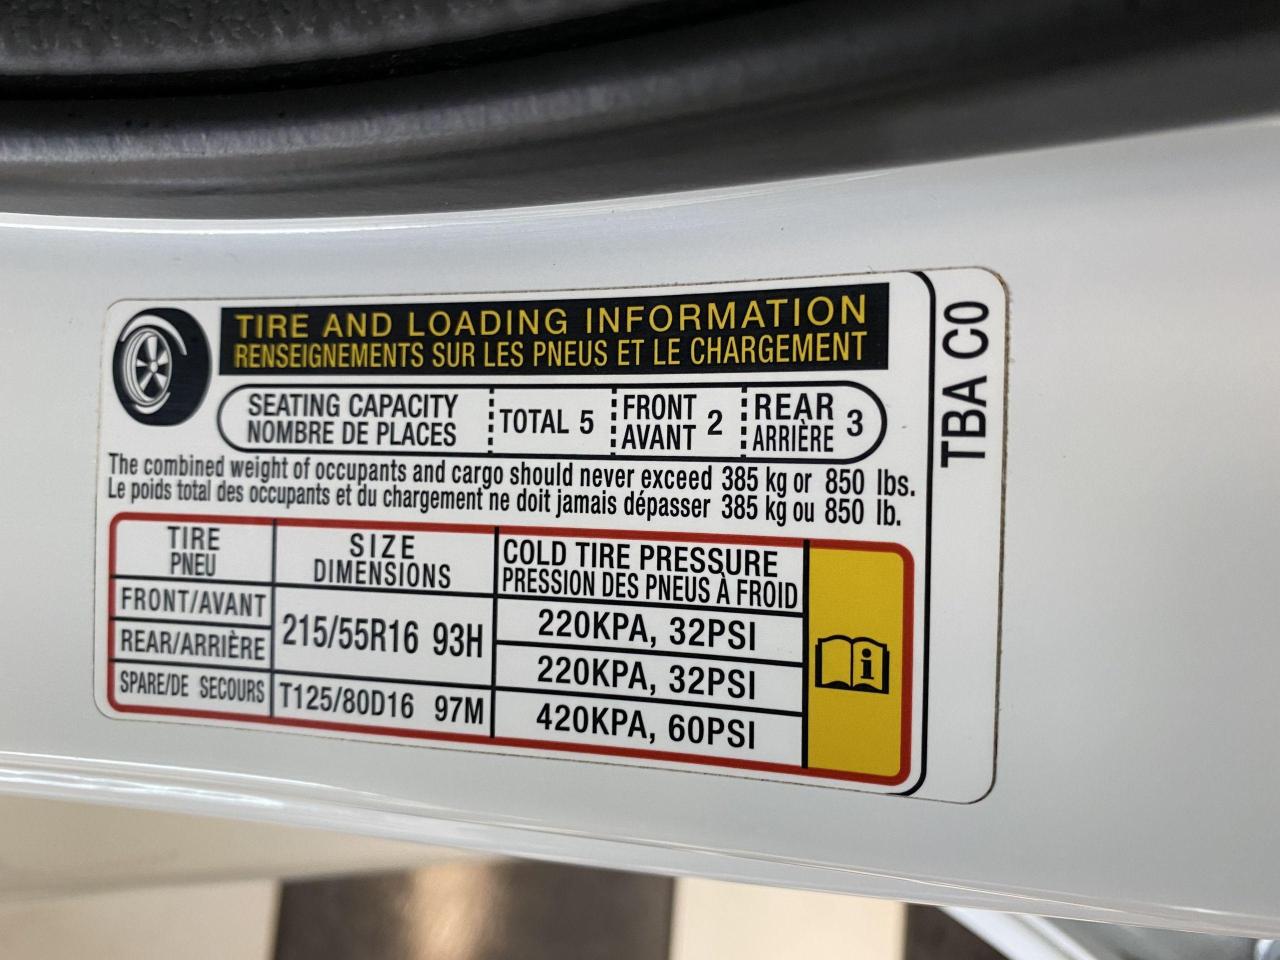 TIRE AND LOADING INFORMATION
RENSEIGNEMENTS SUR LES PNEUS ET LE CHARGEMENT
SEATING CAPACITY
NOMBRE DE PLACES
TOTAL 5
FRONT
AVANT
2
REAR
ARRIÈRE
3
The combined weight of occupants and cargo should never exceed 385 kg or 850 lbs.
Le poids total des occupants et du chargement ne doit jamais dépasser 385 kg ou 850 lb.
TIRE
PNEU
SIZE
DIMENSIONS
COLD TIRE PRESSURE
PRESSION DES PNEUS À FROID
FRONT/AVANT
REAR/ARRIÈRE
215/55R16 93H
220KPA, 32PSI
220KPA, 32PSI
SPARE/DE SECOURS
T125/80D16 97M
420KPA, 60PSI
i
TBA C0